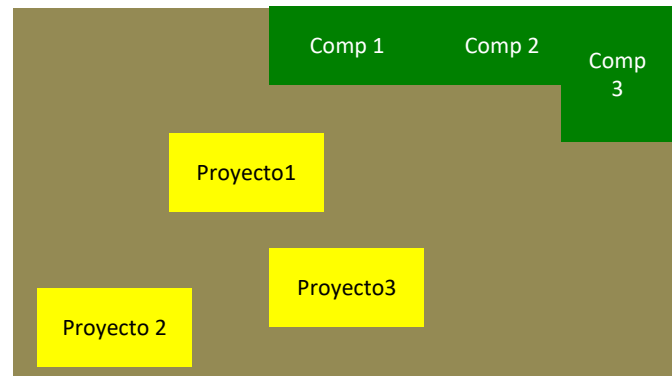 Comp 1
Comp 2
Comp
3
Proyecto1
Proyecto3
Proyecto 2